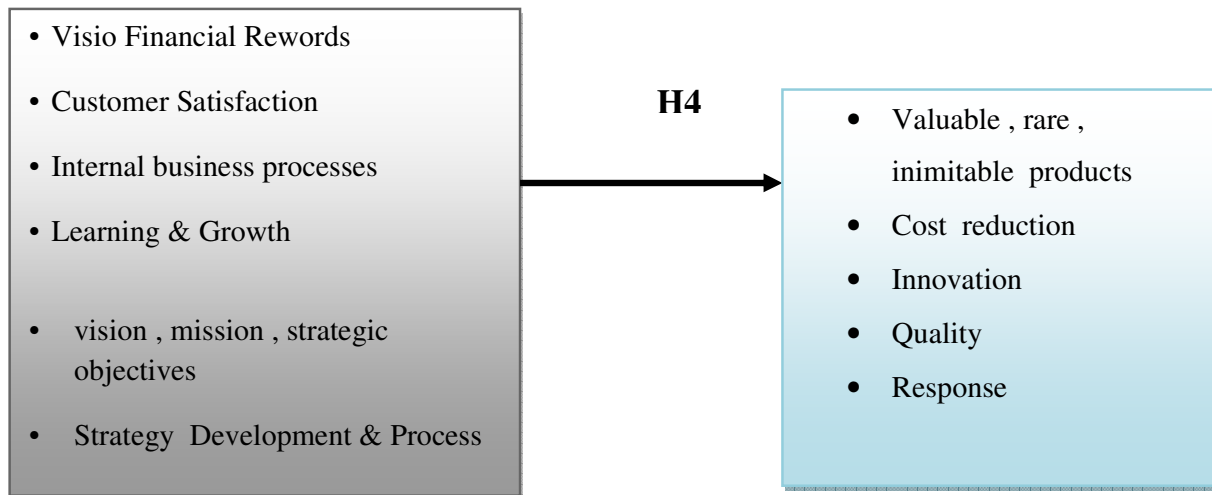 • Visio Financial Rewords
• Customer Satisfaction
• Internal business processes
• Learning & Growth
• vision , mission , strategic
objectives
• Strategy Development & Process
H4
• Valuable , rare ,
inimitable products
• Cost reduction
• Innovation
• Quality
• Response